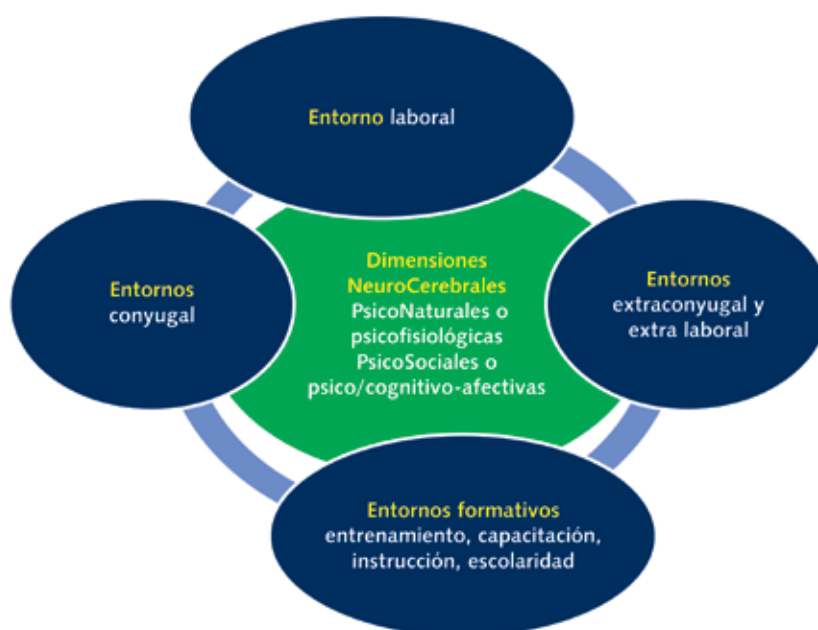 Entorno laboral
Entornos
conyugal
Dimensiones
NeuroCerebrales
PsicoNaturales o
psicofisiológicas
PsicoSociales o
psico/cognitivo-afectivas
Entornos
extraconyugal y
extra laboral
Entornos formativos
entrenamiento, capacitación,
instrucción, escolaridad